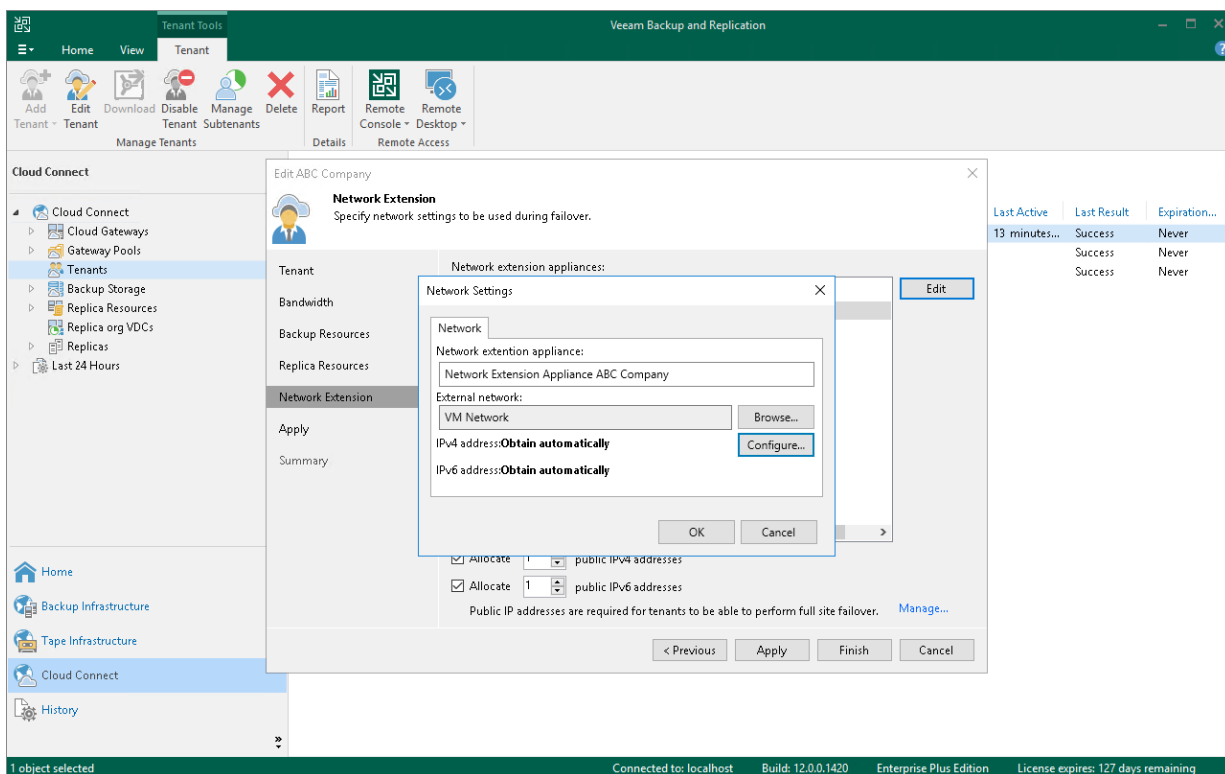 Tenant Tools
Veeam Backup and Replication
Home View Tenant
Add Tenant
Edit Tenant
Download
Disable Tenant
Manage Subtenants
Delete
Report
Remote Console
Remote Desktop
Manage Tenants
Details
Remote Access
Cloud Connect
Cloud Connect
Cloud Gateways
Gateway Pools
Tenants
Backup Storage
Replica Resources
Replica org VDCs
Replicas
Last 24 Hours
Home
Backup Infrastructure
Tape Infrastructure
Cloud Connect
History
Last Active Last Result Expiration...
13 minutes... Success Never
Success Never
Success Never
Edit ABC Company
Network Extension
Specify network settings to be used during failover.
Tenant
Bandwidth
Backup Resources
Replica Resources
Network Extension
Apply
Summary
Network extension appliances:
Edit
Network Settings
Network
Network extention appliance:
Network Extension Appliance ABC Company
External network:
VM Network Browse...
IPv4 address:Obtain automatically Configure...
IPv6 address:Obtain automatically
OK Cancel
Allocate 1 public IPv4 addresses
Allocate 1 public IPv6 addresses
Public IP addresses are required for tenants to be able to perform full site failover. Manage...
< Previous Apply Finish Cancel
1 object selected Connected to: localhost Build: 12.0.0.1420 Enterprise Plus Edition License expires: 127 days remaining